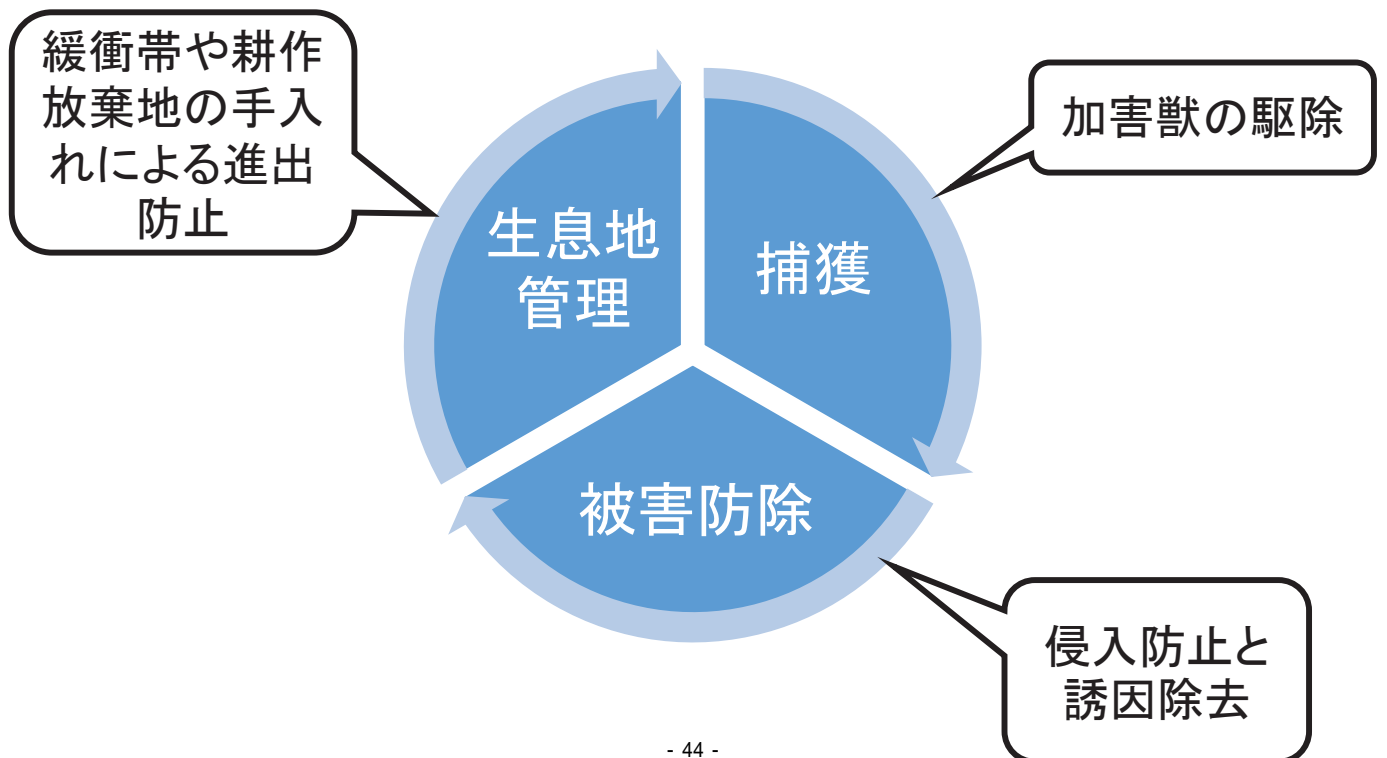 緩衝帯や耕作
放棄地の手入
れによる進出
防止
加害獣の駆除
生息地
管理
捕獲
被害防除
侵入防止と
誘因除去
- 44 -